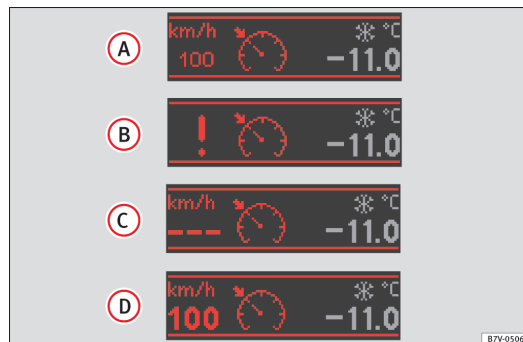 A
km/h °C
100 -11.0
B
°C
! -11.0
C
km/h °C
--- -11.0
D
km/h °C
100 -11.0
B7V-0506